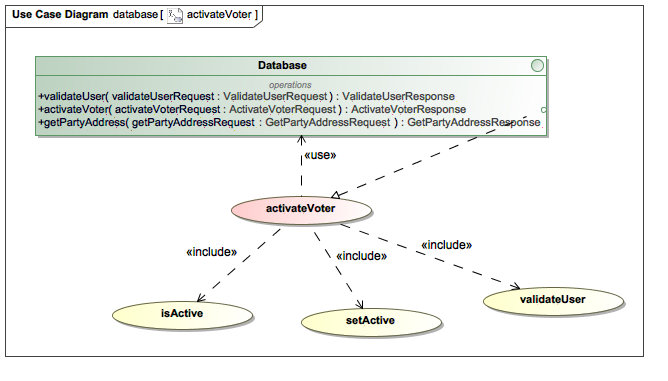 Use Case Diagram database[ activateVoter ]
Database
operations
+validateUser( validateUserRequest : ValidateUserRequest ) : ValidateUserResponse
+activateVoter( activateVoterRequest : ActivateVoterRequest ) : ActivateVoterResponse
+getPartyAddress( getPartyAddressRequest : GetPartyAddressRequest ) : GetPartyAddressResponse
«use»
activateVoter
«include»
«include»
«include»
validateUser
isActive
setActive